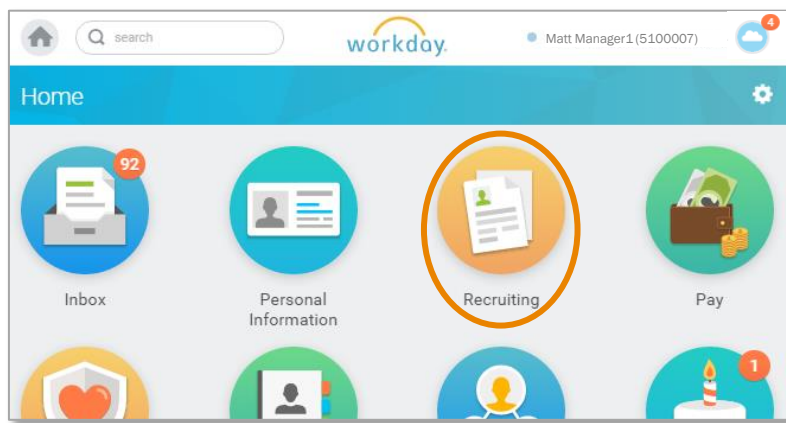 search
workday.
Matt Manager1 (5100007)
4
Home
92
Inbox
Personal
Information
Recruiting
Pay
1